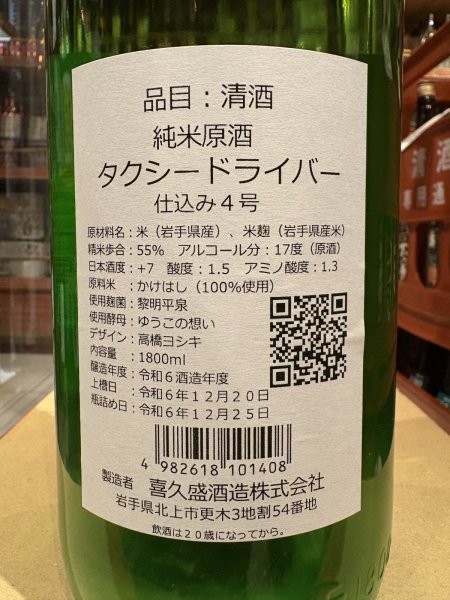 品目：清酒
純米原酒
タクシードライバー
仕込み４号
原材料名：米（岩手県産）、米麹（岩手県産米）
精米歩合：55%　アルコール分：17度（原酒）
日本酒度：+7　酸度：1.5　アミノ酸度：1.3
原料米　：かけはし（100%使用）
使用麹菌：黎明平泉
使用酵母：ゆうこの想い
デザイン：高橋ヨシキ
内容量　：1800ml
醸造年度：令和６酒造年度
上槽日　：令和６年１２月２０日
瓶詰め日：令和６年１２月２５日
4 982618 101408
製造者　喜久盛酒造株式会社
岩手県北上市更木3地割54番地
飲酒は２０歳になってから。
清酒
専用通